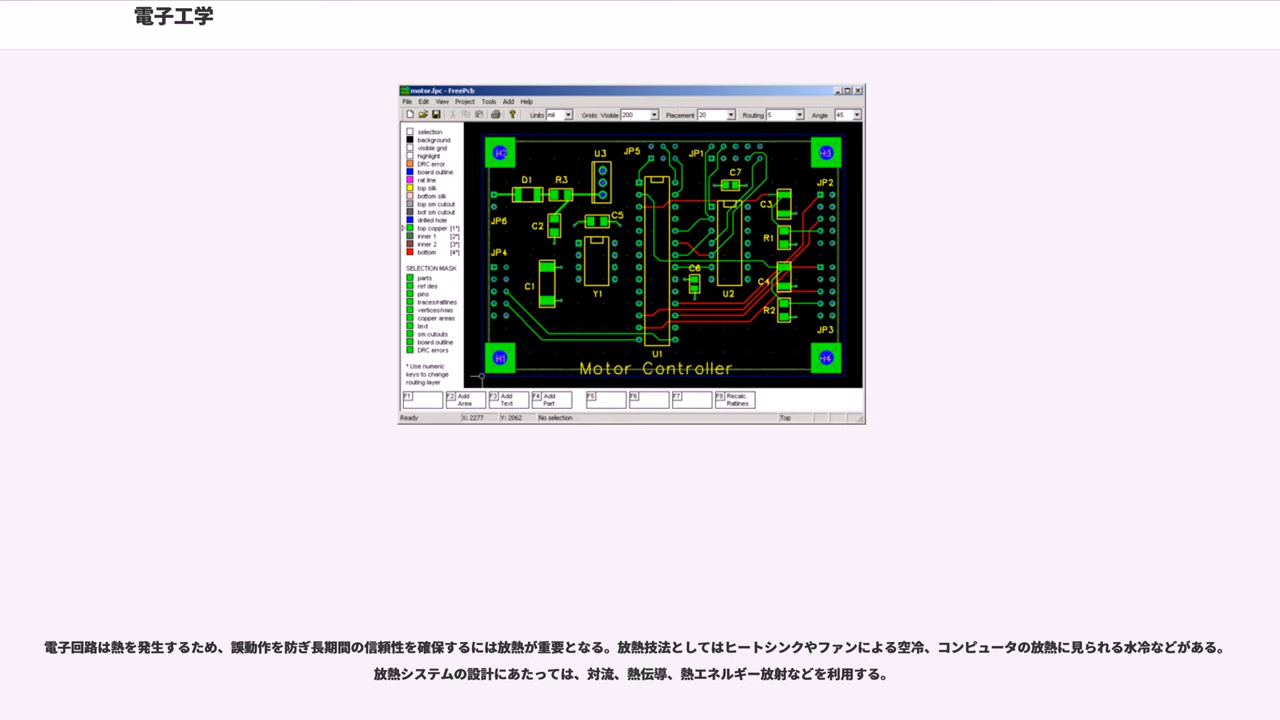 電子工学
motor.fpc - FreePcb
File Edit View Project Tools Add Help
Units mil Grids: Visible 200 Placement 20 Routing 5 Angle 45
selection
background
visible grid
highlight
DRC error
board outline
rat line
top silk
bottom silk
top sm cutout
bot sm cutout
drilled hole
top copper [1*]
inner 1 [2*]
inner 2 [3*]
bottom [4*]
SELECTION MASK
parts
ref des
pins
traces/ratlines
vertices/vias
copper areas
text
sm cutouts
board outline
DRC errors
* Use numeric
keys to change
routing layer
H2 U3 JP5 JP1 H3
D1 R3 C7 JP2
C2 C5 C3
JP6 R1
JP4 C6 C4
C1 Y1 U2 R2
JP3
H1 U1 H4
Motor Controller
F1 F2 Add Area F3 Add Text F4 Add Part F5 F6 F7 F8 Recalc. Ratlines
Ready X: 2277 Y: 2062 No selection Top
電子回路は熱を発生するため、誤動作を防ぎ長期間の信頼性を確保するには放熱が重要となる。放熱技法としてはヒートシンクやファンによる空冷、コンピュータの放熱に見られる水冷などがある。
放熱システムの設計にあたっては、対流、熱伝導、熱エネルギー放射などを利用する。